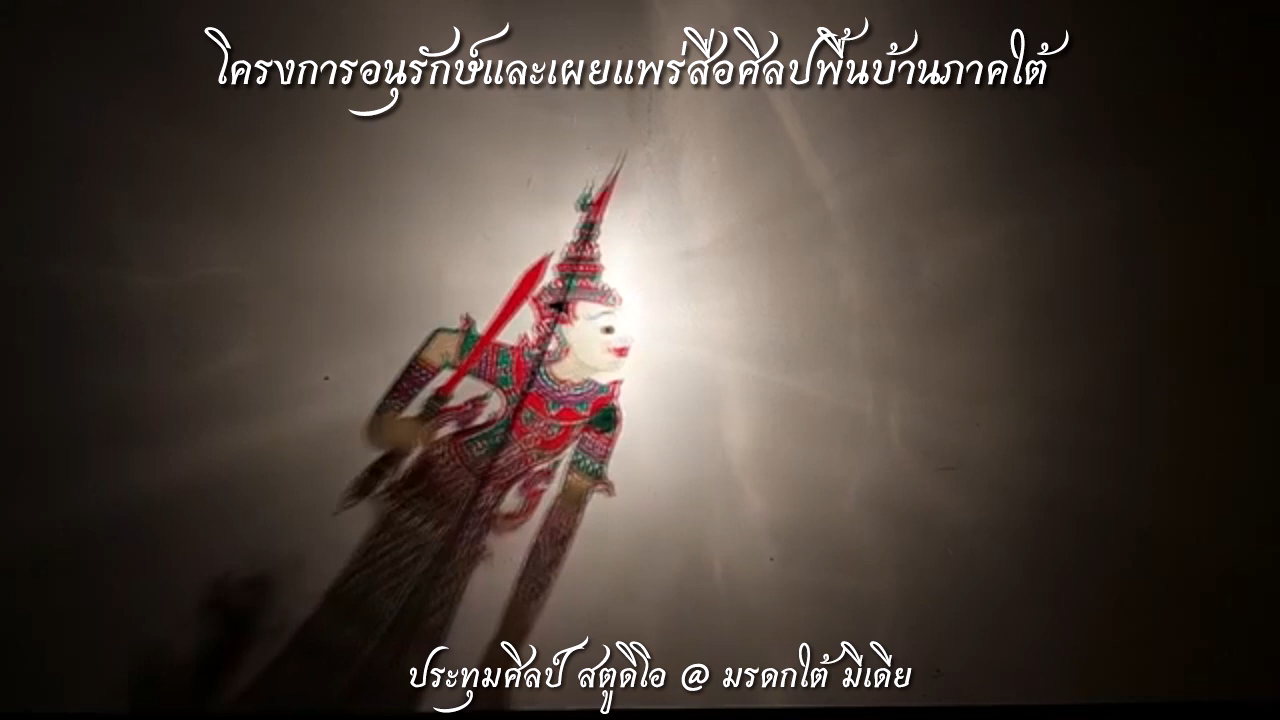 โครงการอนุรักษ์และเผยแพร่สื่อศิลปพื้นบ้านภาคใต้
ประทุมศิลป์ สตูดิโอ @ มรดกใต้ มีเดีย